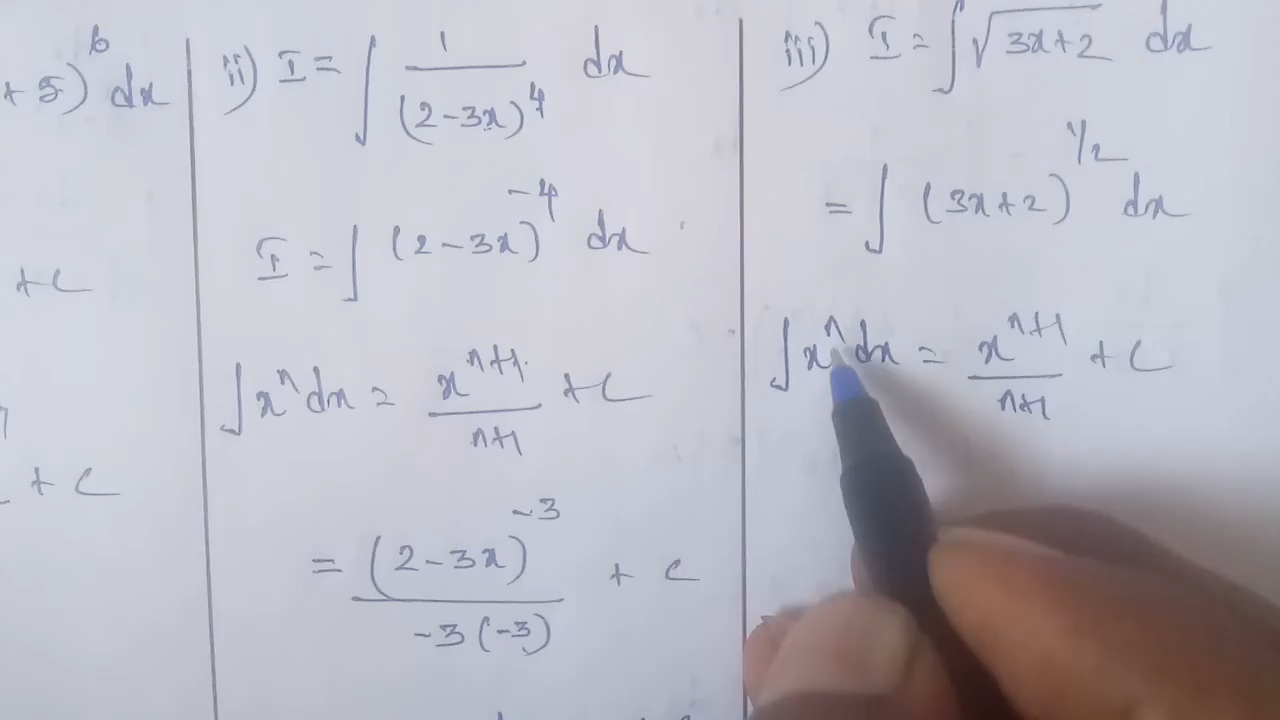 + 5)^6 dx
+ C
+ C
ii) I = ∫ 1/(2-3x)^4 dx
I = ∫ (2-3x)^-4 dx
∫x^n dx = x^(n+1)/(n+1) + C
= (2-3x)^-3/(-3(-3)) + C
iii) I = ∫ √(3x+2) dx
= ∫ (3x+2)^(1/2) dx
∫x^n dx = x^(n+1)/(n+1) + C